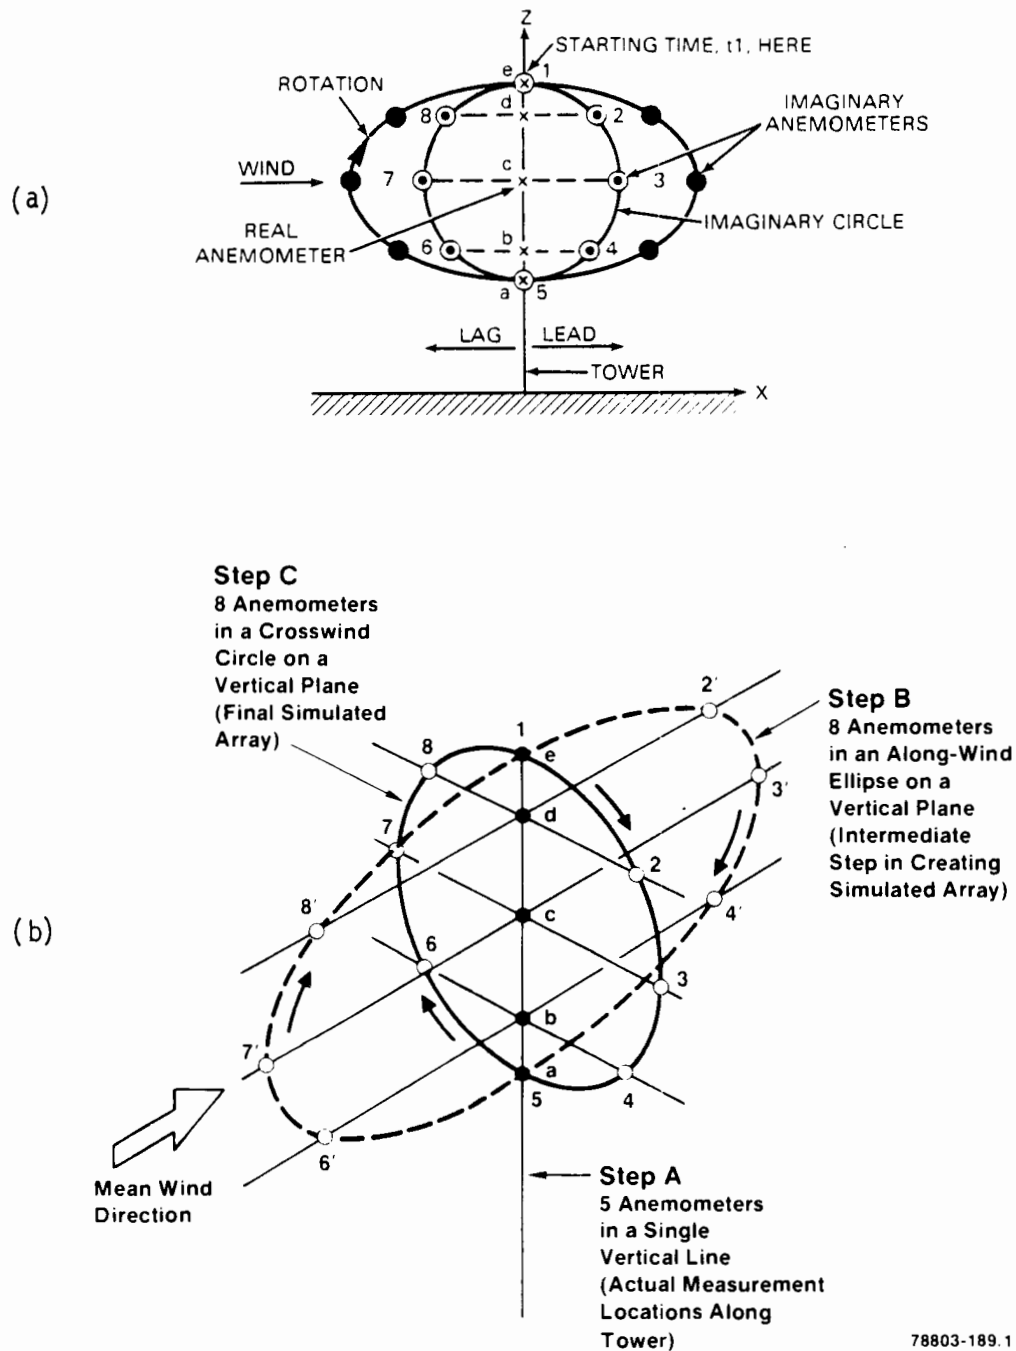 (a)
Z
STARTING TIME, t1, HERE
e 1
ROTATION
d
8 2
IMAGINARY
ANEMOMETERS
WIND
c
7 3
REAL
ANEMOMETER
IMAGINARY CIRCLE
b
6 4
a 5
LAG LEAD
TOWER
X
(b)
Step C
8 Anemometers
in a Crosswind
Circle on a
Vertical Plane
(Final Simulated
Array)
Step B
8 Anemometers
in an Along-Wind
Ellipse on a
Vertical Plane
(Intermediate
Step in Creating
Simulated Array)
2'
1
8 e
3'
d
7
2
8' c 4'
6
3
b
7' a
5 4
6'
Mean Wind
Direction
Step A
5 Anemometers
in a Single
Vertical Line
(Actual Measurement
Locations Along
Tower)
78803-189.1